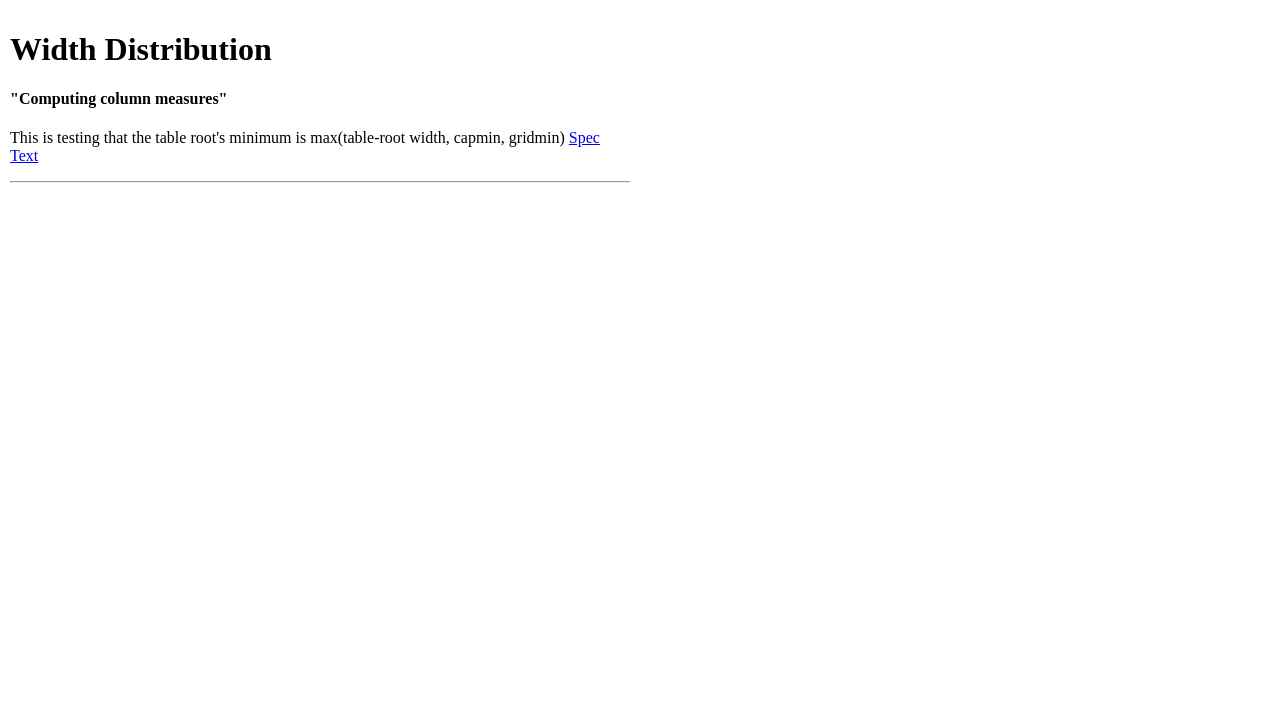 Width Distribution
"Computing column measures"
This is testing that the table root's minimum is max(table-root width, capmin, gridmin) Spec
Text